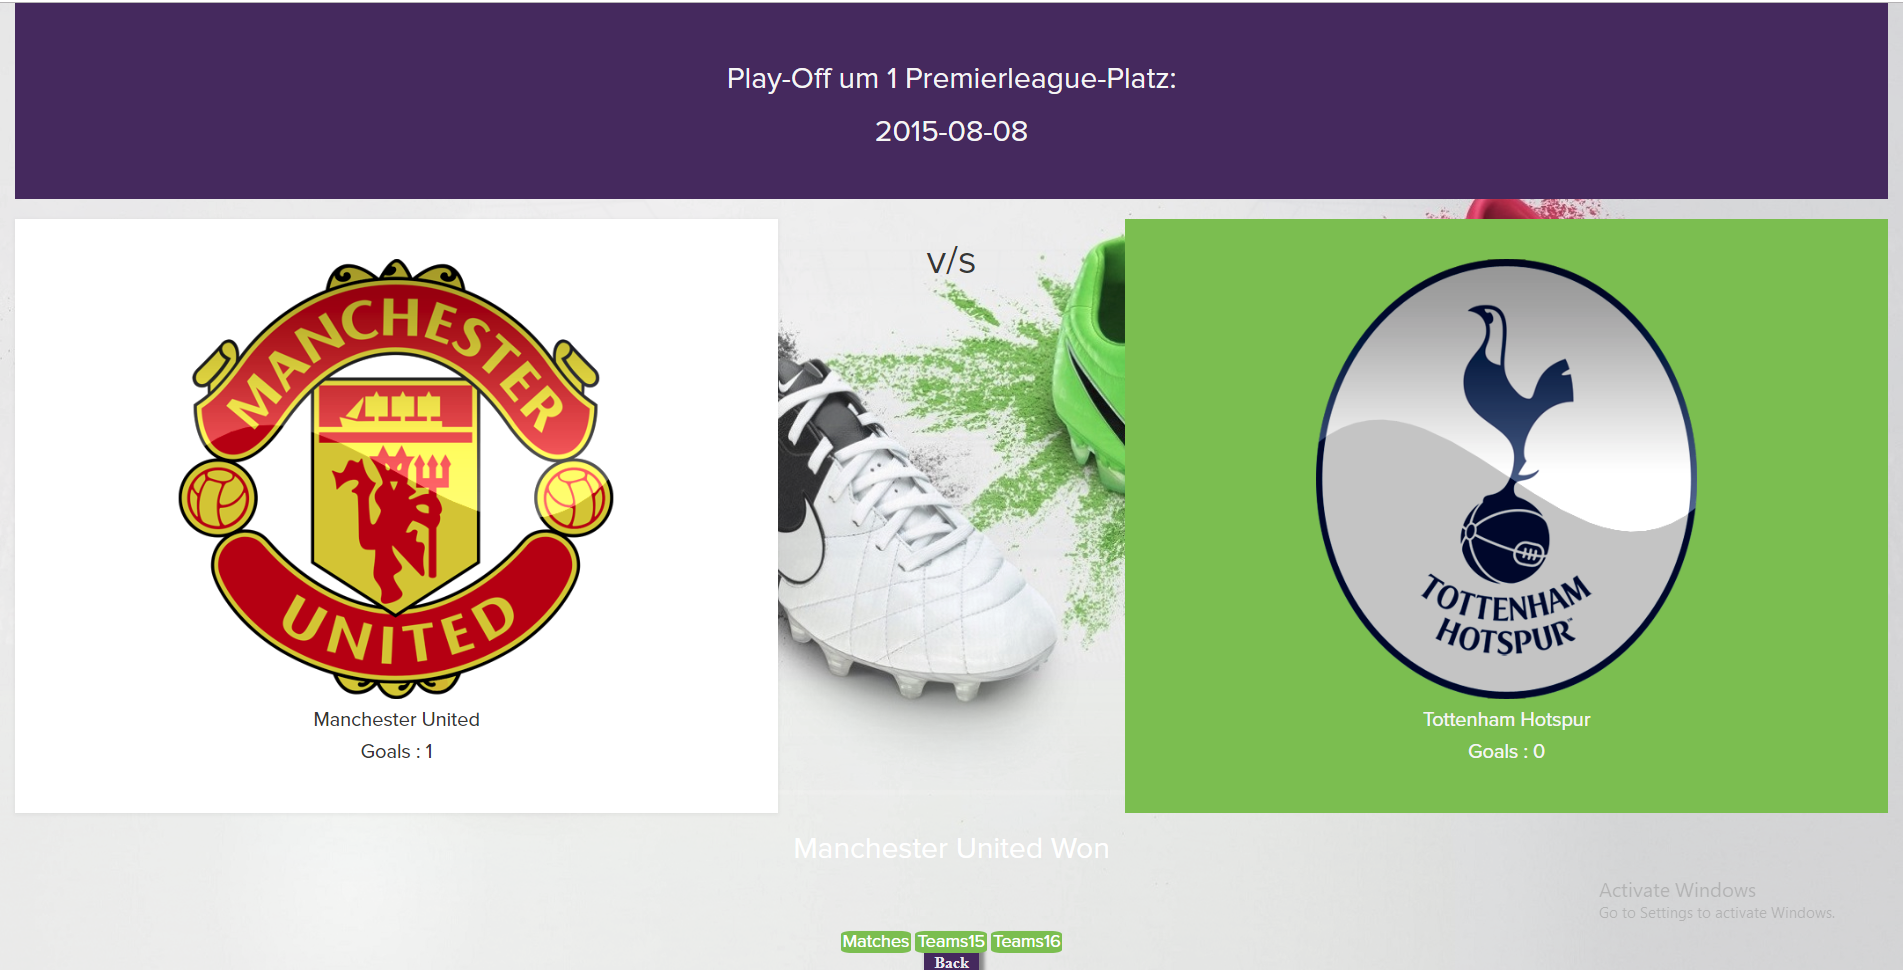 Play-Off um 1 Premierleague-Platz:
2015-08-08
v/s
MANCHESTER
UNITED
Manchester United
Goals : 1
TOTTENHAM
HOTSPUR
Tottenham Hotspur
Goals : 0
Manchester United Won
Activate Windows
Go to Settings to activate Windows.
Matches Teams15 Teams16
Back